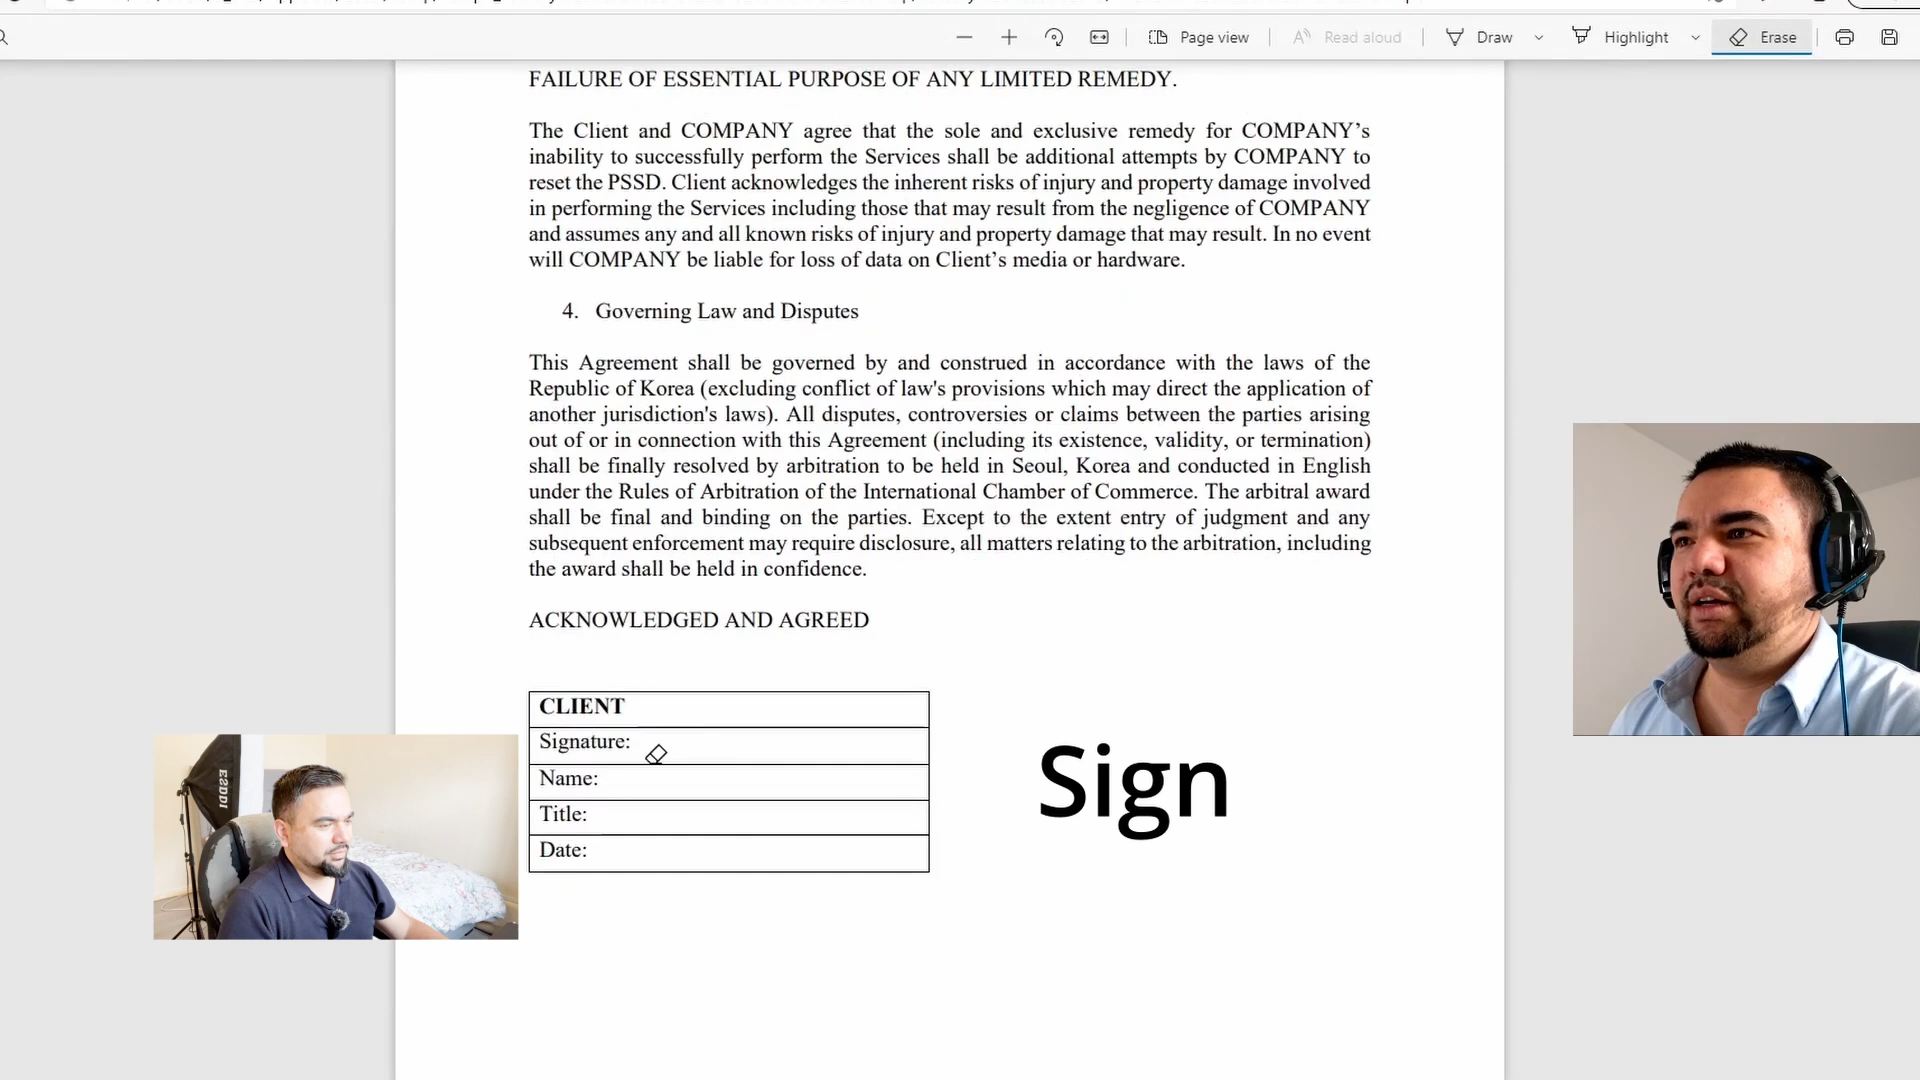 Page view
Read aloud
Draw
Highlight
Erase
FAILURE OF ESSENTIAL PURPOSE OF ANY LIMITED REMEDY.
The Client and COMPANY agree that the sole and exclusive remedy for COMPANY’s
inability to successfully perform the Services shall be additional attempts by COMPANY to
reset the PSSD. Client acknowledges the inherent risks of injury and property damage involved
in performing the Services including those that may result from the negligence of COMPANY
and assumes any and all known risks of injury and property damage that may result. In no event
will COMPANY be liable for loss of data on Client’s media or hardware.
4. Governing Law and Disputes
This Agreement shall be governed by and construed in accordance with the laws of the
Republic of Korea (excluding conflict of law's provisions which may direct the application of
another jurisdiction's laws). All disputes, controversies or claims between the parties arising
out of or in connection with this Agreement (including its existence, validity, or termination)
shall be finally resolved by arbitration to be held in Seoul, Korea and conducted in English
under the Rules of Arbitration of the International Chamber of Commerce. The arbitral award
shall be final and binding on the parties. Except to the extent entry of judgment and any
subsequent enforcement may require disclosure, all matters relating to the arbitration, including
the award shall be held in confidence.
ACKNOWLEDGED AND AGREED
CLIENT
Signature:
Name:
Title:
Date:
Sign
ESDDI